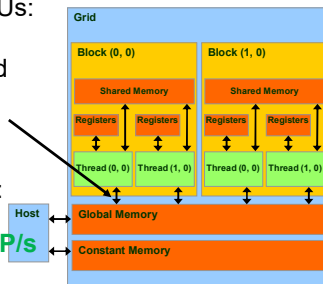 Us:
Grid
Block (0, 0)
Block (1, 0)
d
Shared Memory
Shared Memory
Registers
Registers
Registers
Registers
Thread (0, 0)
Thread (1, 0)
Thread (0, 0)
Thread (1, 0)
:
Host
Global Memory
P/s
Constant Memory